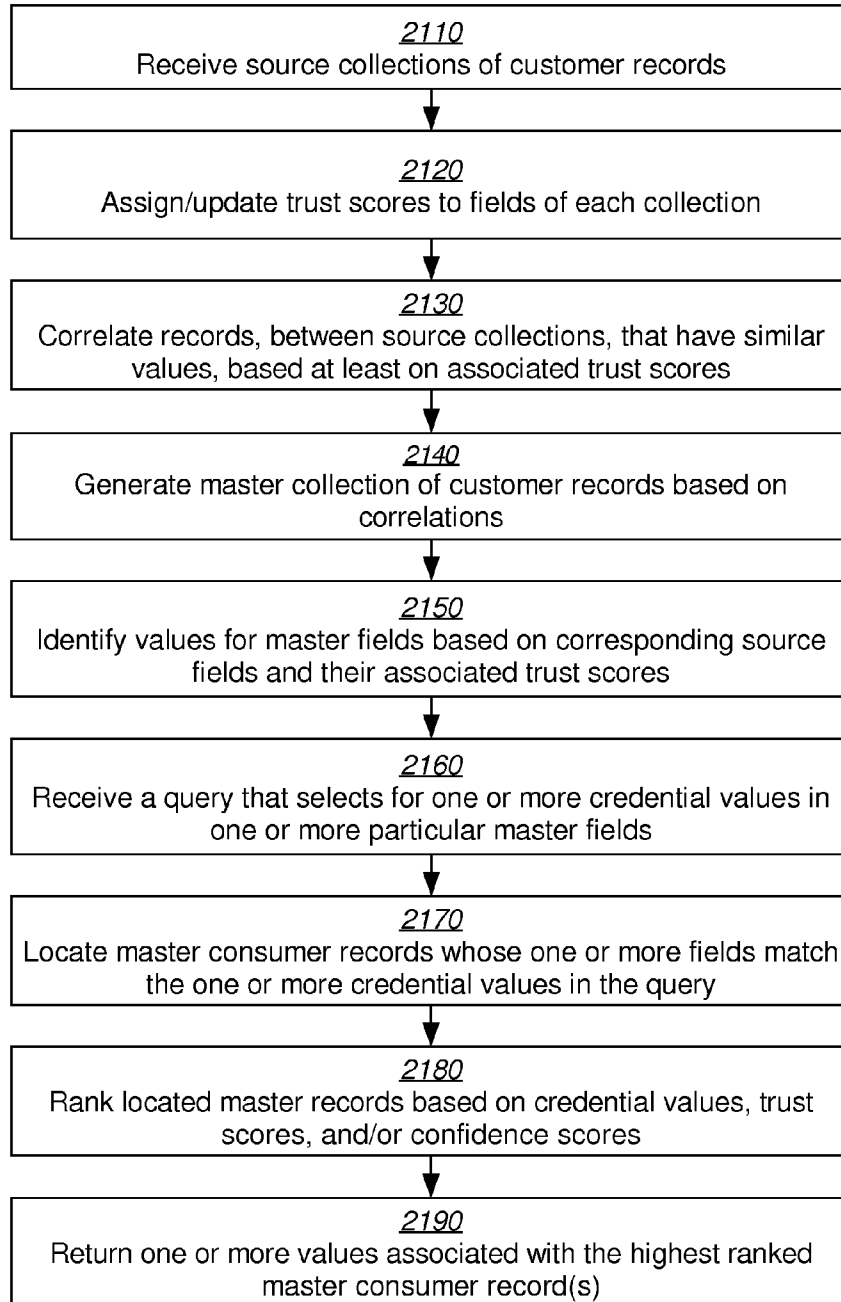 2110
Receive source collections of customer records
2120
Assign/update trust scores to fields of each collection
2130
Correlate records, between source collections, that have similar
values, based at least on associated trust scores
2140
Generate master collection of customer records based on
correlations
2150
Identify values for master fields based on corresponding source
fields and their associated trust scores
2160
Receive a query that selects for one or more credential values in
one or more particular master fields
2170
Locate master consumer records whose one or more fields match
the one or more credential values in the query
2180
Rank located master records based on credential values, trust
scores, and/or confidence scores
2190
Return one or more values associated with the highest ranked
master consumer record(s)